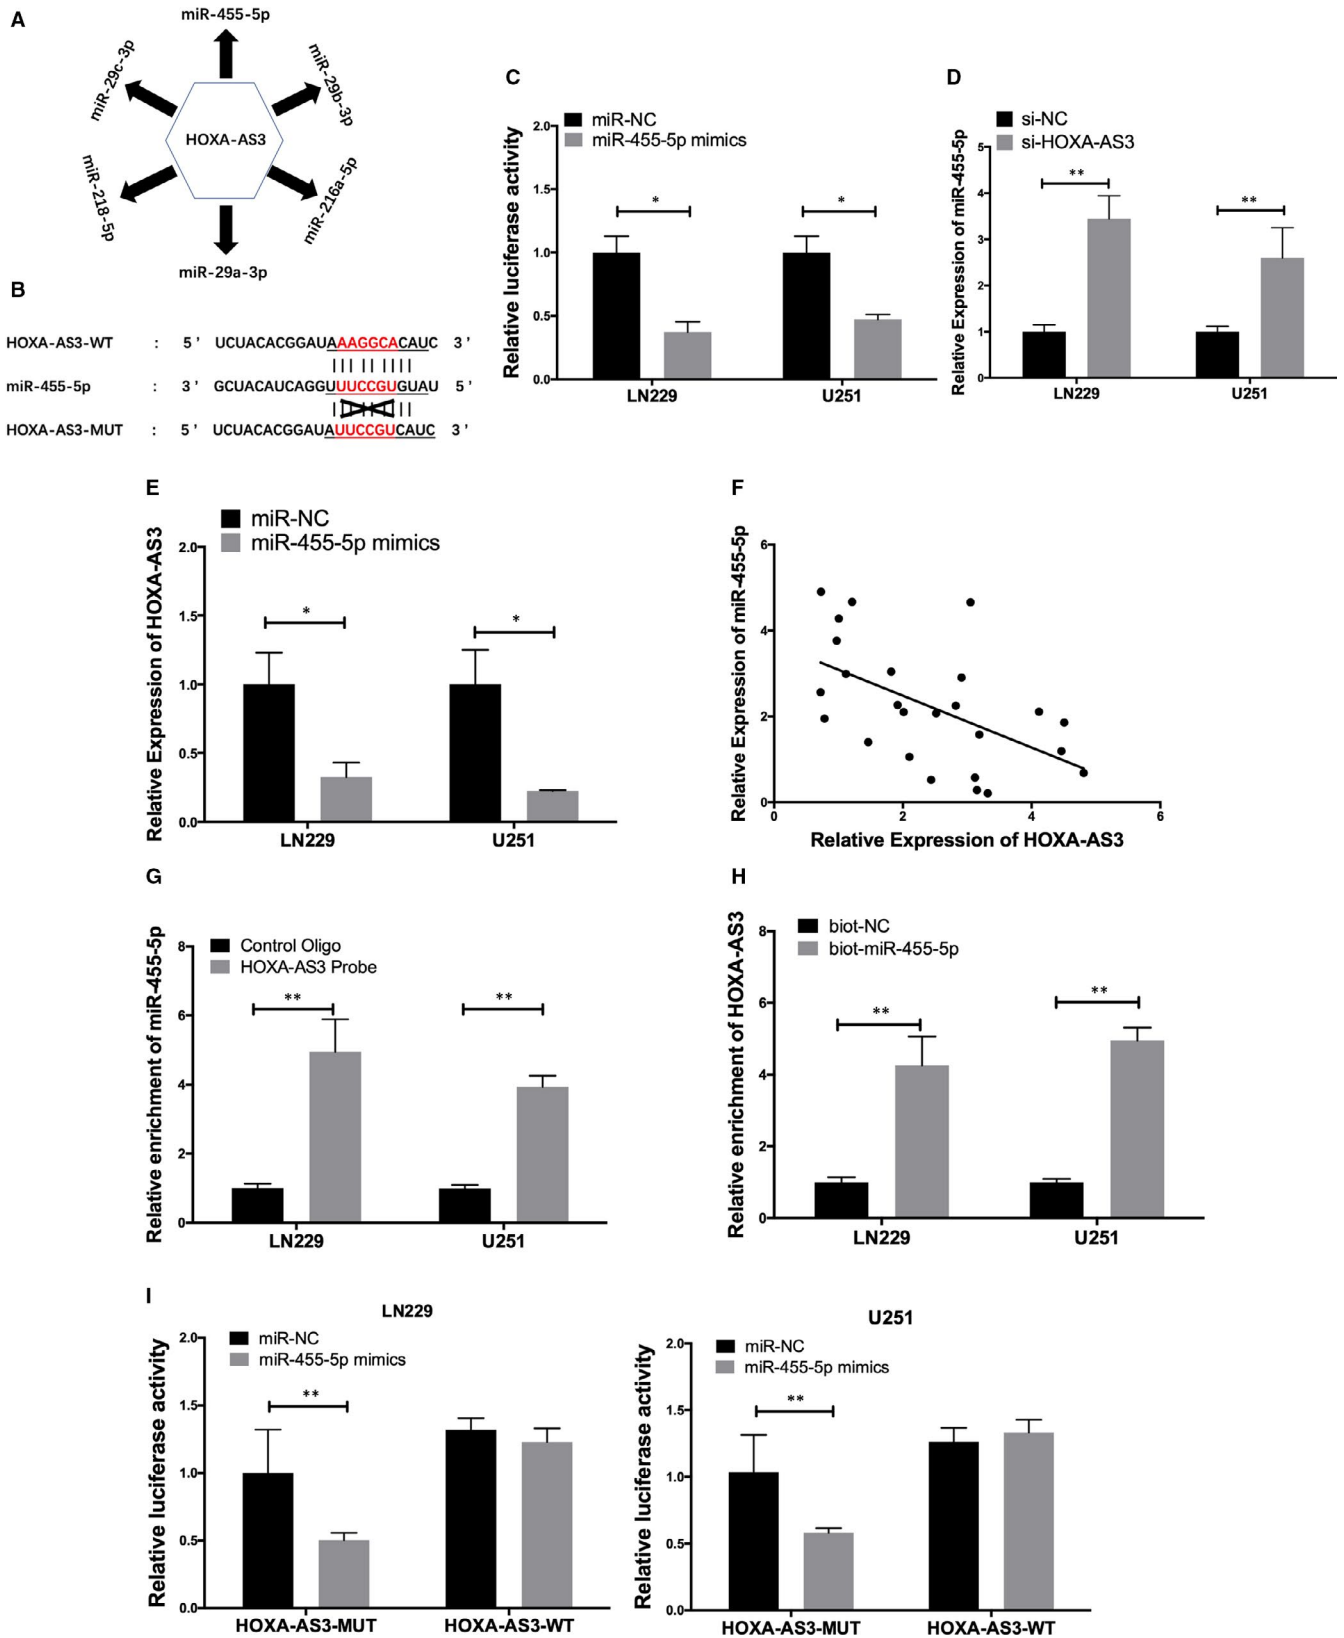 A
miR-455-5p
miR-29c-3p
miR-29b-3p
HOXA-AS3
miR-218-5p
miR-216a-5p
miR-29a-3p
B
HOXA-AS3-WT : 5' UCUACACGGAUAAAGGCACAUC 3'
miR-455-5p : 3' GCUACAUCAGGUUUCCGUGUAU 5'
HOXA-AS3-MUT : 5' UCUACACGGAUAUUCCGUCAUC 3'
C
miR-NC
miR-455-5p mimics
Relative luciferase activity
2.0
1.5
1.0
0.5
0.0
* *
LN229 U251
D
si-NC
si-HOXA-AS3
Relative Expression of miR-455-5p
5
4
3
2
1
0
** **
LN229 U251
E
miR-NC
miR-455-5p mimics
Relative Expression of HOXA-AS3
2.0
1.5
1.0
0.5
0.0
* *
LN229 U251
F
Relative Expression of miR-455-5p
6
4
2
0
0 2 4 6
Relative Expression of HOXA-AS3
G
Control Oligo
HOXA-AS3 Probe
Relative enrichment of miR-455-5p
8
6
4
2
0
** **
LN229 U251
H
biot-NC
biot-miR-455-5p
Relative enrichment of HOXA-AS3
8
6
4
2
0
** **
LN229 U251
I
LN229
miR-NC
miR-455-5p mimics
Relative luciferase activity
2.0
1.5
1.0
0.5
0.0
**
HOXA-AS3-MUT HOXA-AS3-WT
U251
miR-NC
miR-455-5p mimics
Relative luciferase activity
2.0
1.5
1.0
0.5
0.0
**
HOXA-AS3-MUT HOXA-AS3-WT